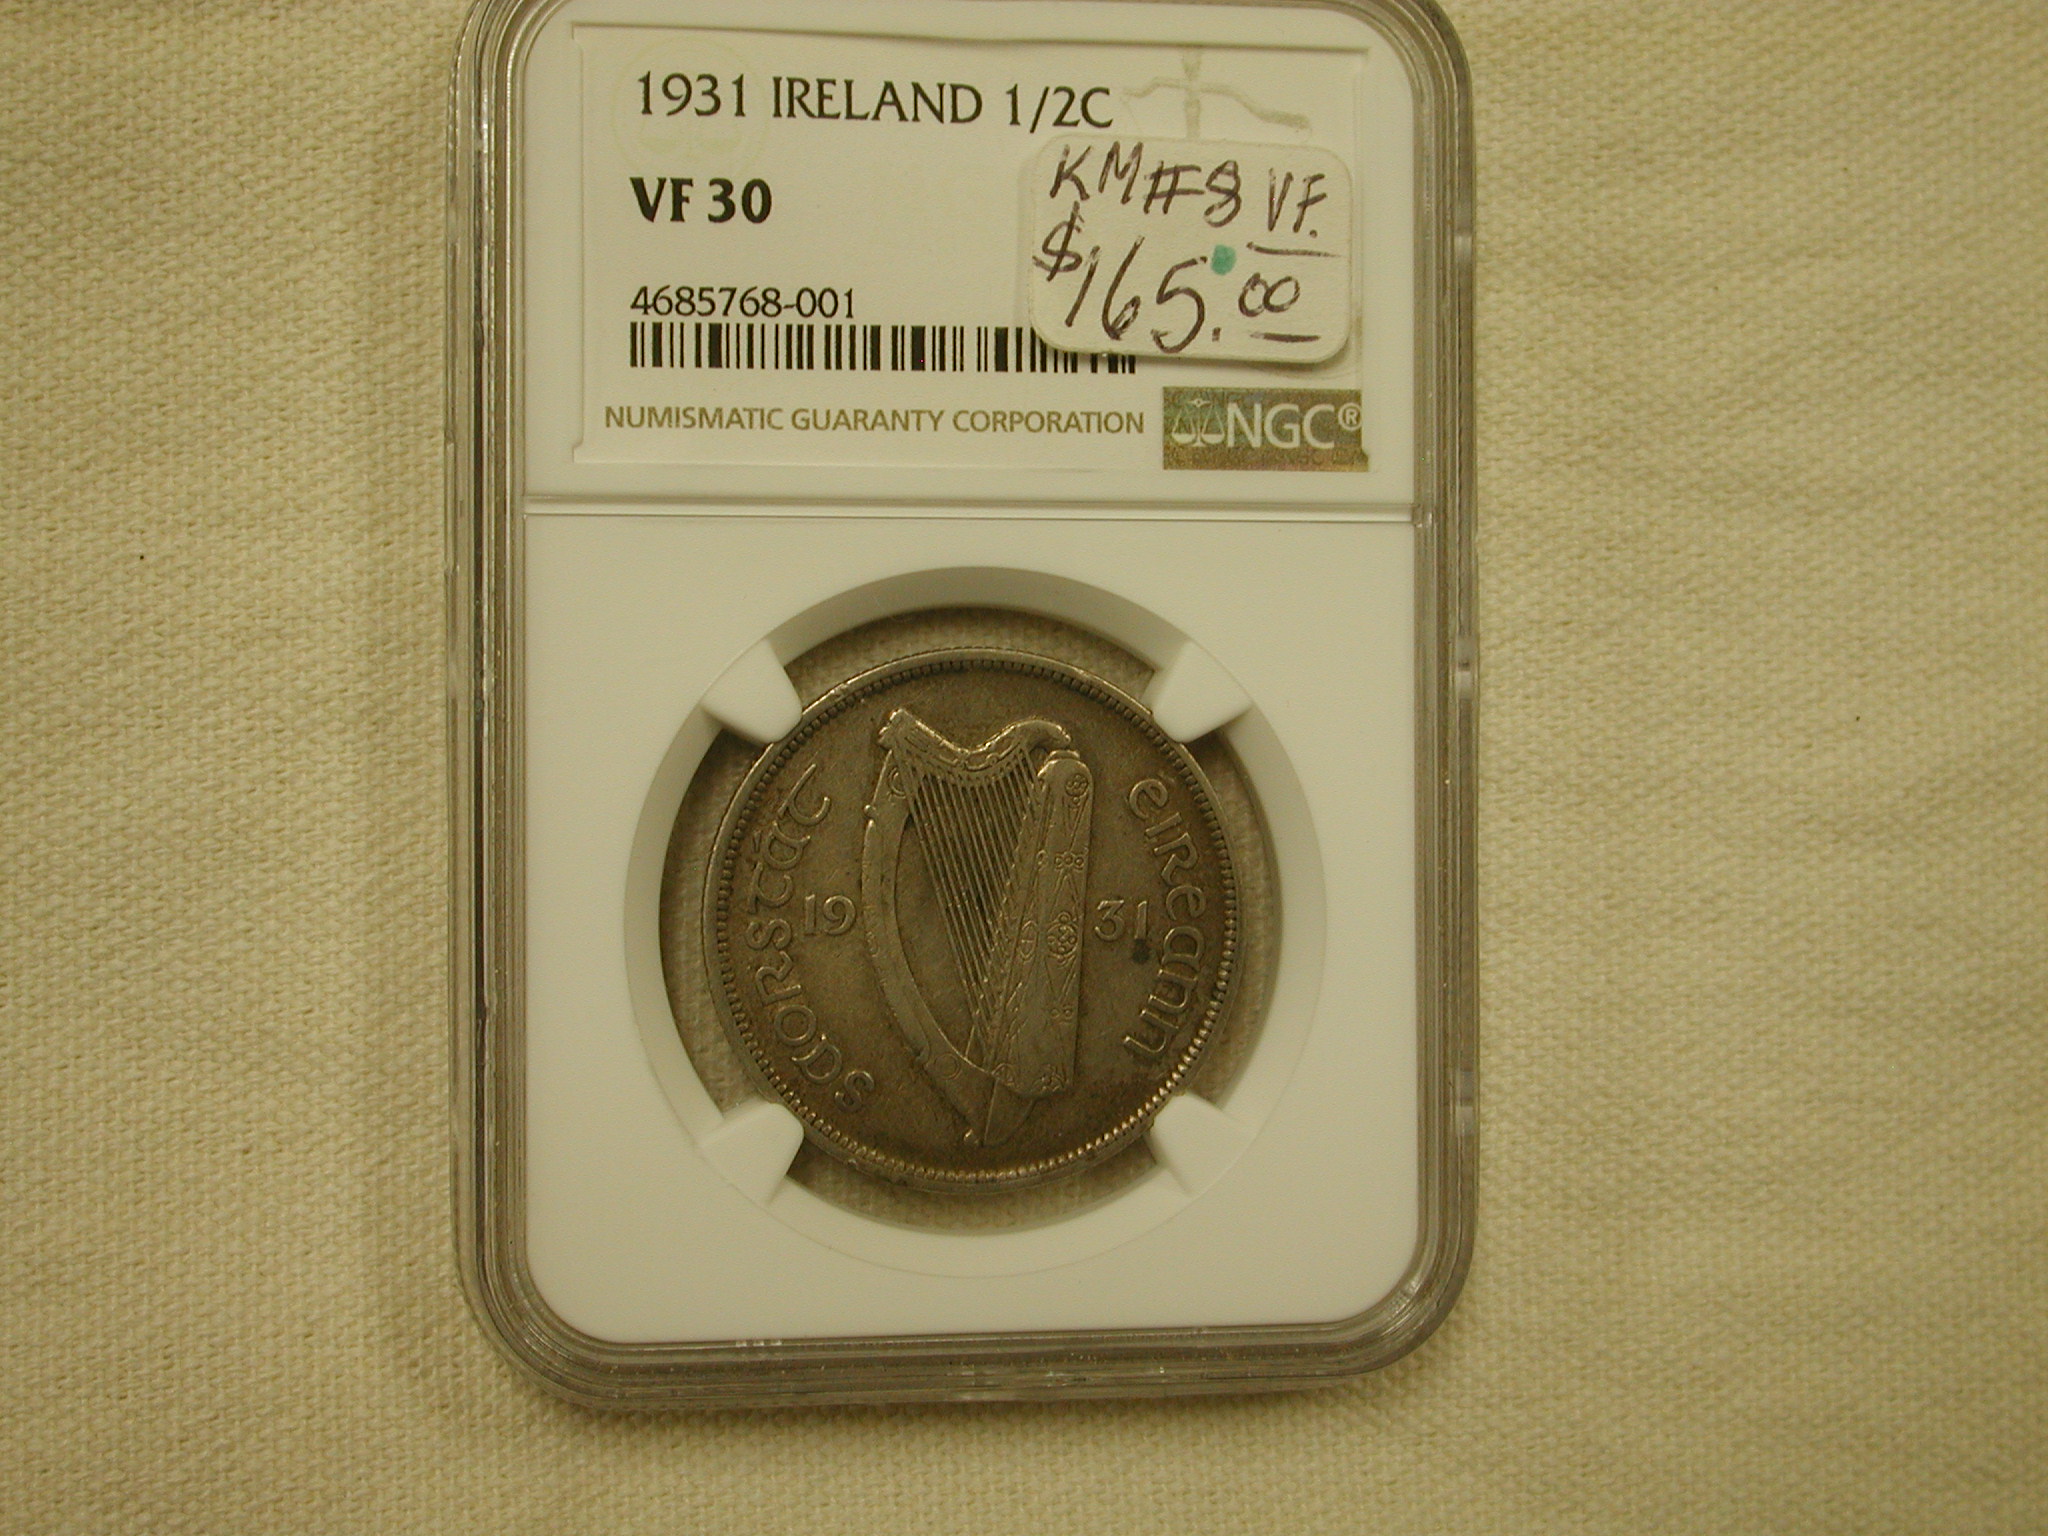 1931 IRELAND 1/2C
VF 30
KM#8 VF.
$165.00
4685768-001
NUMISMATIC GUARANTY CORPORATION
NGC®
saorstát
éireann
19 31